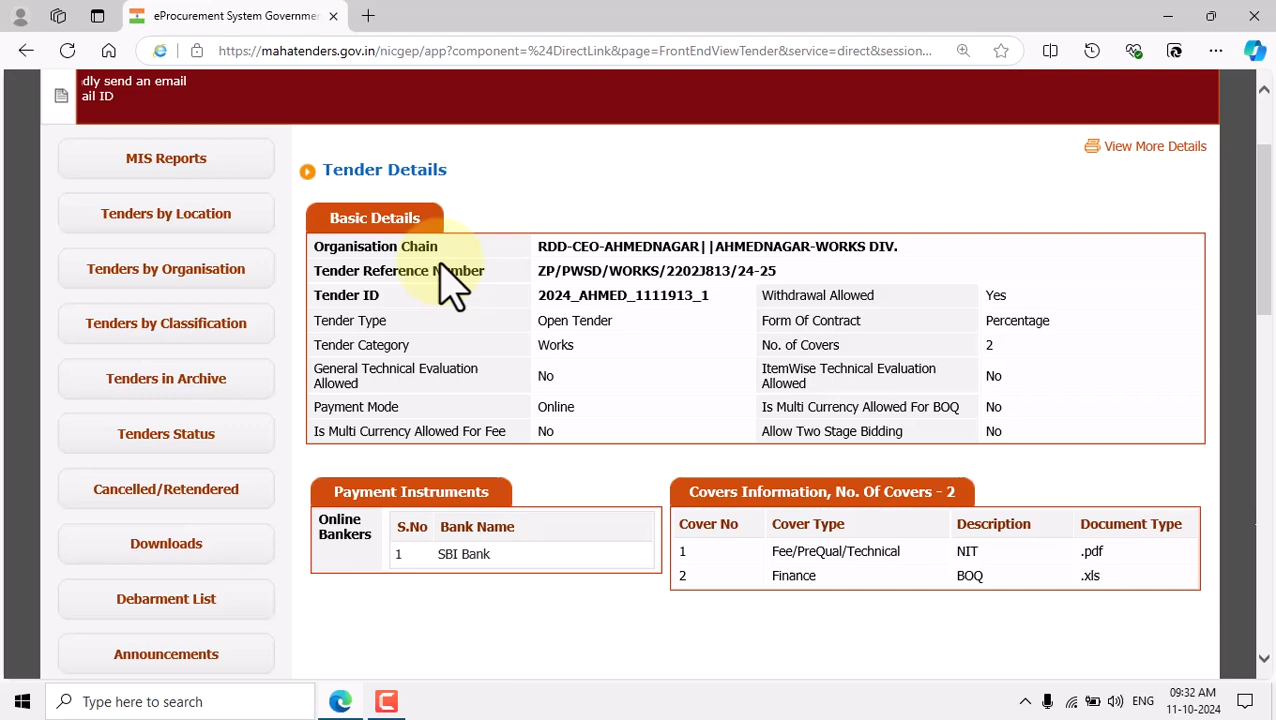 eProcurement System Governme
https://mahatenders.gov.in/nicgep/app?component=%24DirectLink&page=FrontEndViewTender&service=direct&session...
dly send an email
ail ID
MIS Reports
Tenders by Location
Tenders by Organisation
Tenders by Classification
Tenders in Archive
Tenders Status
Cancelled/Retendered
Downloads
Debarment List
Announcements
View More Details
Tender Details
Basic Details
Organisation Chain RDD-CEO-AHMEDNAGAR||AHMEDNAGAR-WORKS DIV.
Tender Reference Number ZP/PWSD/WORKS/2202J813/24-25
Tender ID 2024_AHMED_1111913_1 Withdrawal Allowed Yes
Tender Type Open Tender Form Of Contract Percentage
Tender Category Works No. of Covers 2
General Technical Evaluation Allowed No ItemWise Technical Evaluation Allowed No
Payment Mode Online Is Multi Currency Allowed For BOQ No
Is Multi Currency Allowed For Fee No Allow Two Stage Bidding No
Payment Instruments
Online Bankers
S.No Bank Name
1 SBI Bank
Covers Information, No. Of Covers - 2
Cover No Cover Type Description Document Type
1 Fee/PreQual/Technical NIT .pdf
2 Finance BOQ .xls
Type here to search
ENG
09:32 AM
11-10-2024